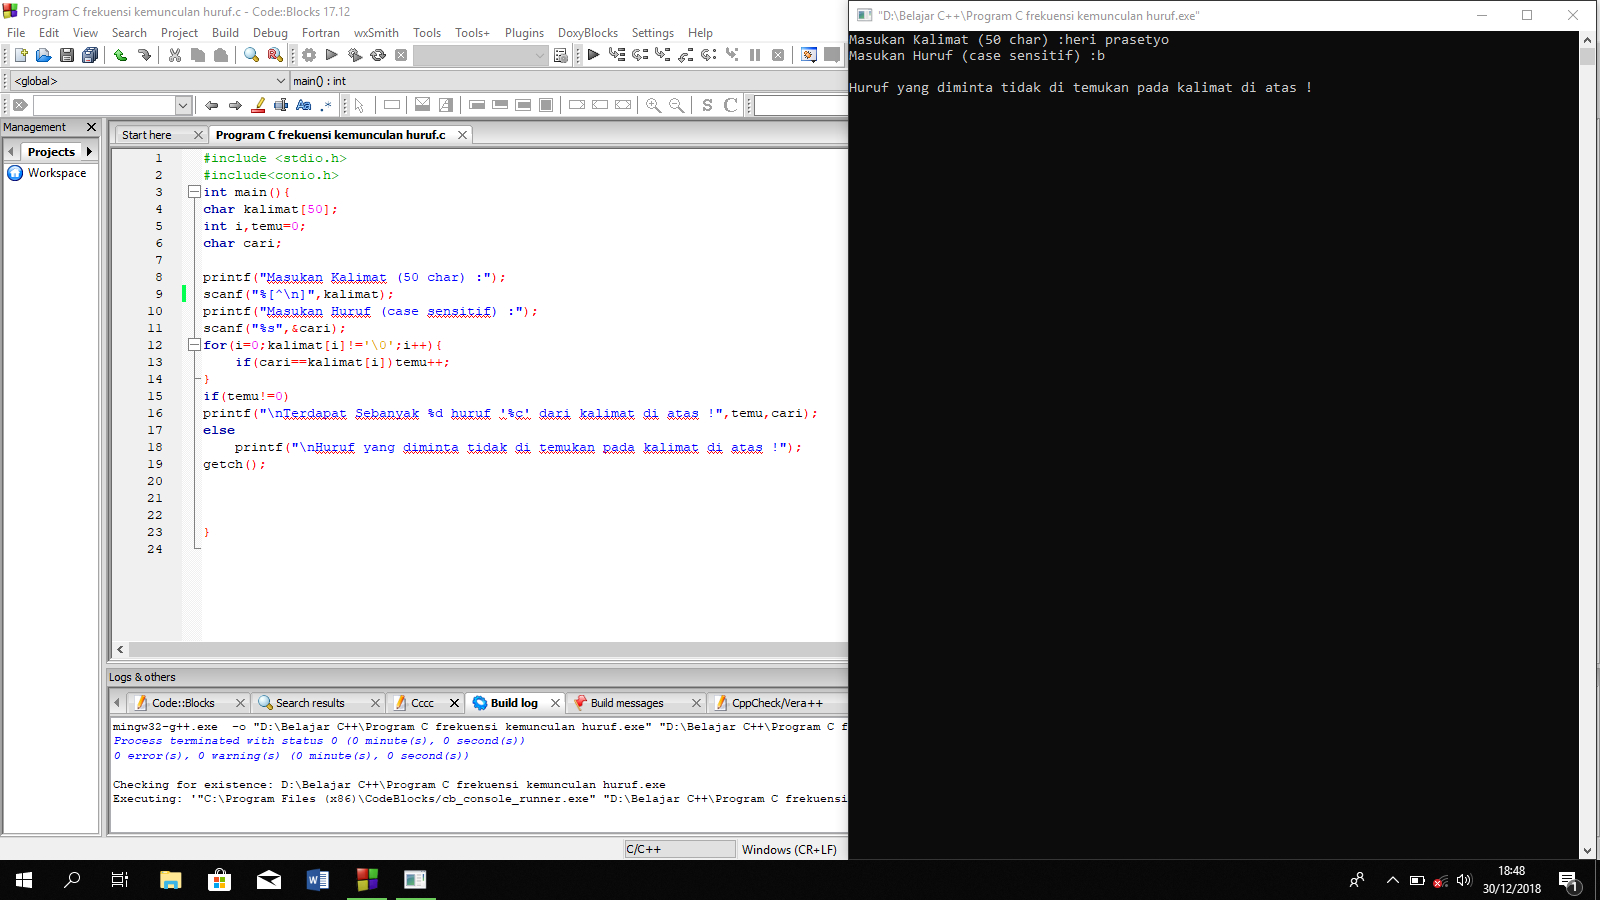 Program C frekuensi kemunculan huruf.c - Code::Blocks 17.12
File Edit View Search Project Build Debug Fortran wxSmith Tools Tools+ Plugins DoxyBlocks Settings Help
<global> main() : int
Management
Projects
Workspace
Start here Program C frekuensi kemunculan huruf.c
1 #include <stdio.h>
2 #include<conio.h>
3 int main(){
4 char kalimat[50];
5 int i,temu=0;
6 char cari;
7
8 printf("Masukan Kalimat (50 char) :");
9 scanf("%[^\n]",kalimat);
10 printf("Masukan Huruf (case sensitif) :");
11 scanf("%s",&cari);
12 for(i=0;kalimat[i]!='\0';i++){
13 if(cari==kalimat[i])temu++;
14 }
15 if(temu!=0)
16 printf("\nTerdapat Sebanyak %d huruf '%c' dari kalimat di atas !",temu,cari);
17 else
18 printf("\nHuruf yang diminta tidak di temukan pada kalimat di atas !");
19 getch();
20
21
22
23 }
24
Logs & others
Code::Blocks Search results Cccc Build log Build messages CppCheck/Vera++
mingw32-g++.exe -o "D:\Belajar C++\Program C frekuensi kemunculan huruf.exe" "D:\Belajar C++\Program C f
Process terminated with status 0 (0 minute(s), 0 second(s))
0 error(s), 0 warning(s) (0 minute(s), 0 second(s))
Checking for existence: D:\Belajar C++\Program C frekuensi kemunculan huruf.exe
Executing: '"C:\Program Files (x86)\CodeBlocks/cb_console_runner.exe" "D:\Belajar C++\Program C frekuensi
C/C++ Windows (CR+LF)
"D:\Belajar C++\Program C frekuensi kemunculan huruf.exe"
Masukan Kalimat (50 char) :heri prasetyo
Masukan Huruf (case sensitif) :b
Huruf yang diminta tidak di temukan pada kalimat di atas !
18:48
30/12/2018
1